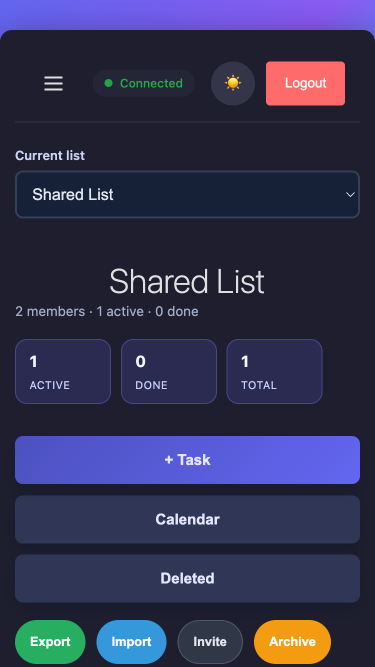 Connected
Logout
Current list
Shared List
Shared List
2 members · 1 active · 0 done
1
ACTIVE
0
DONE
1
TOTAL
+ Task
Calendar
Deleted
Export
Import
Invite
Archive